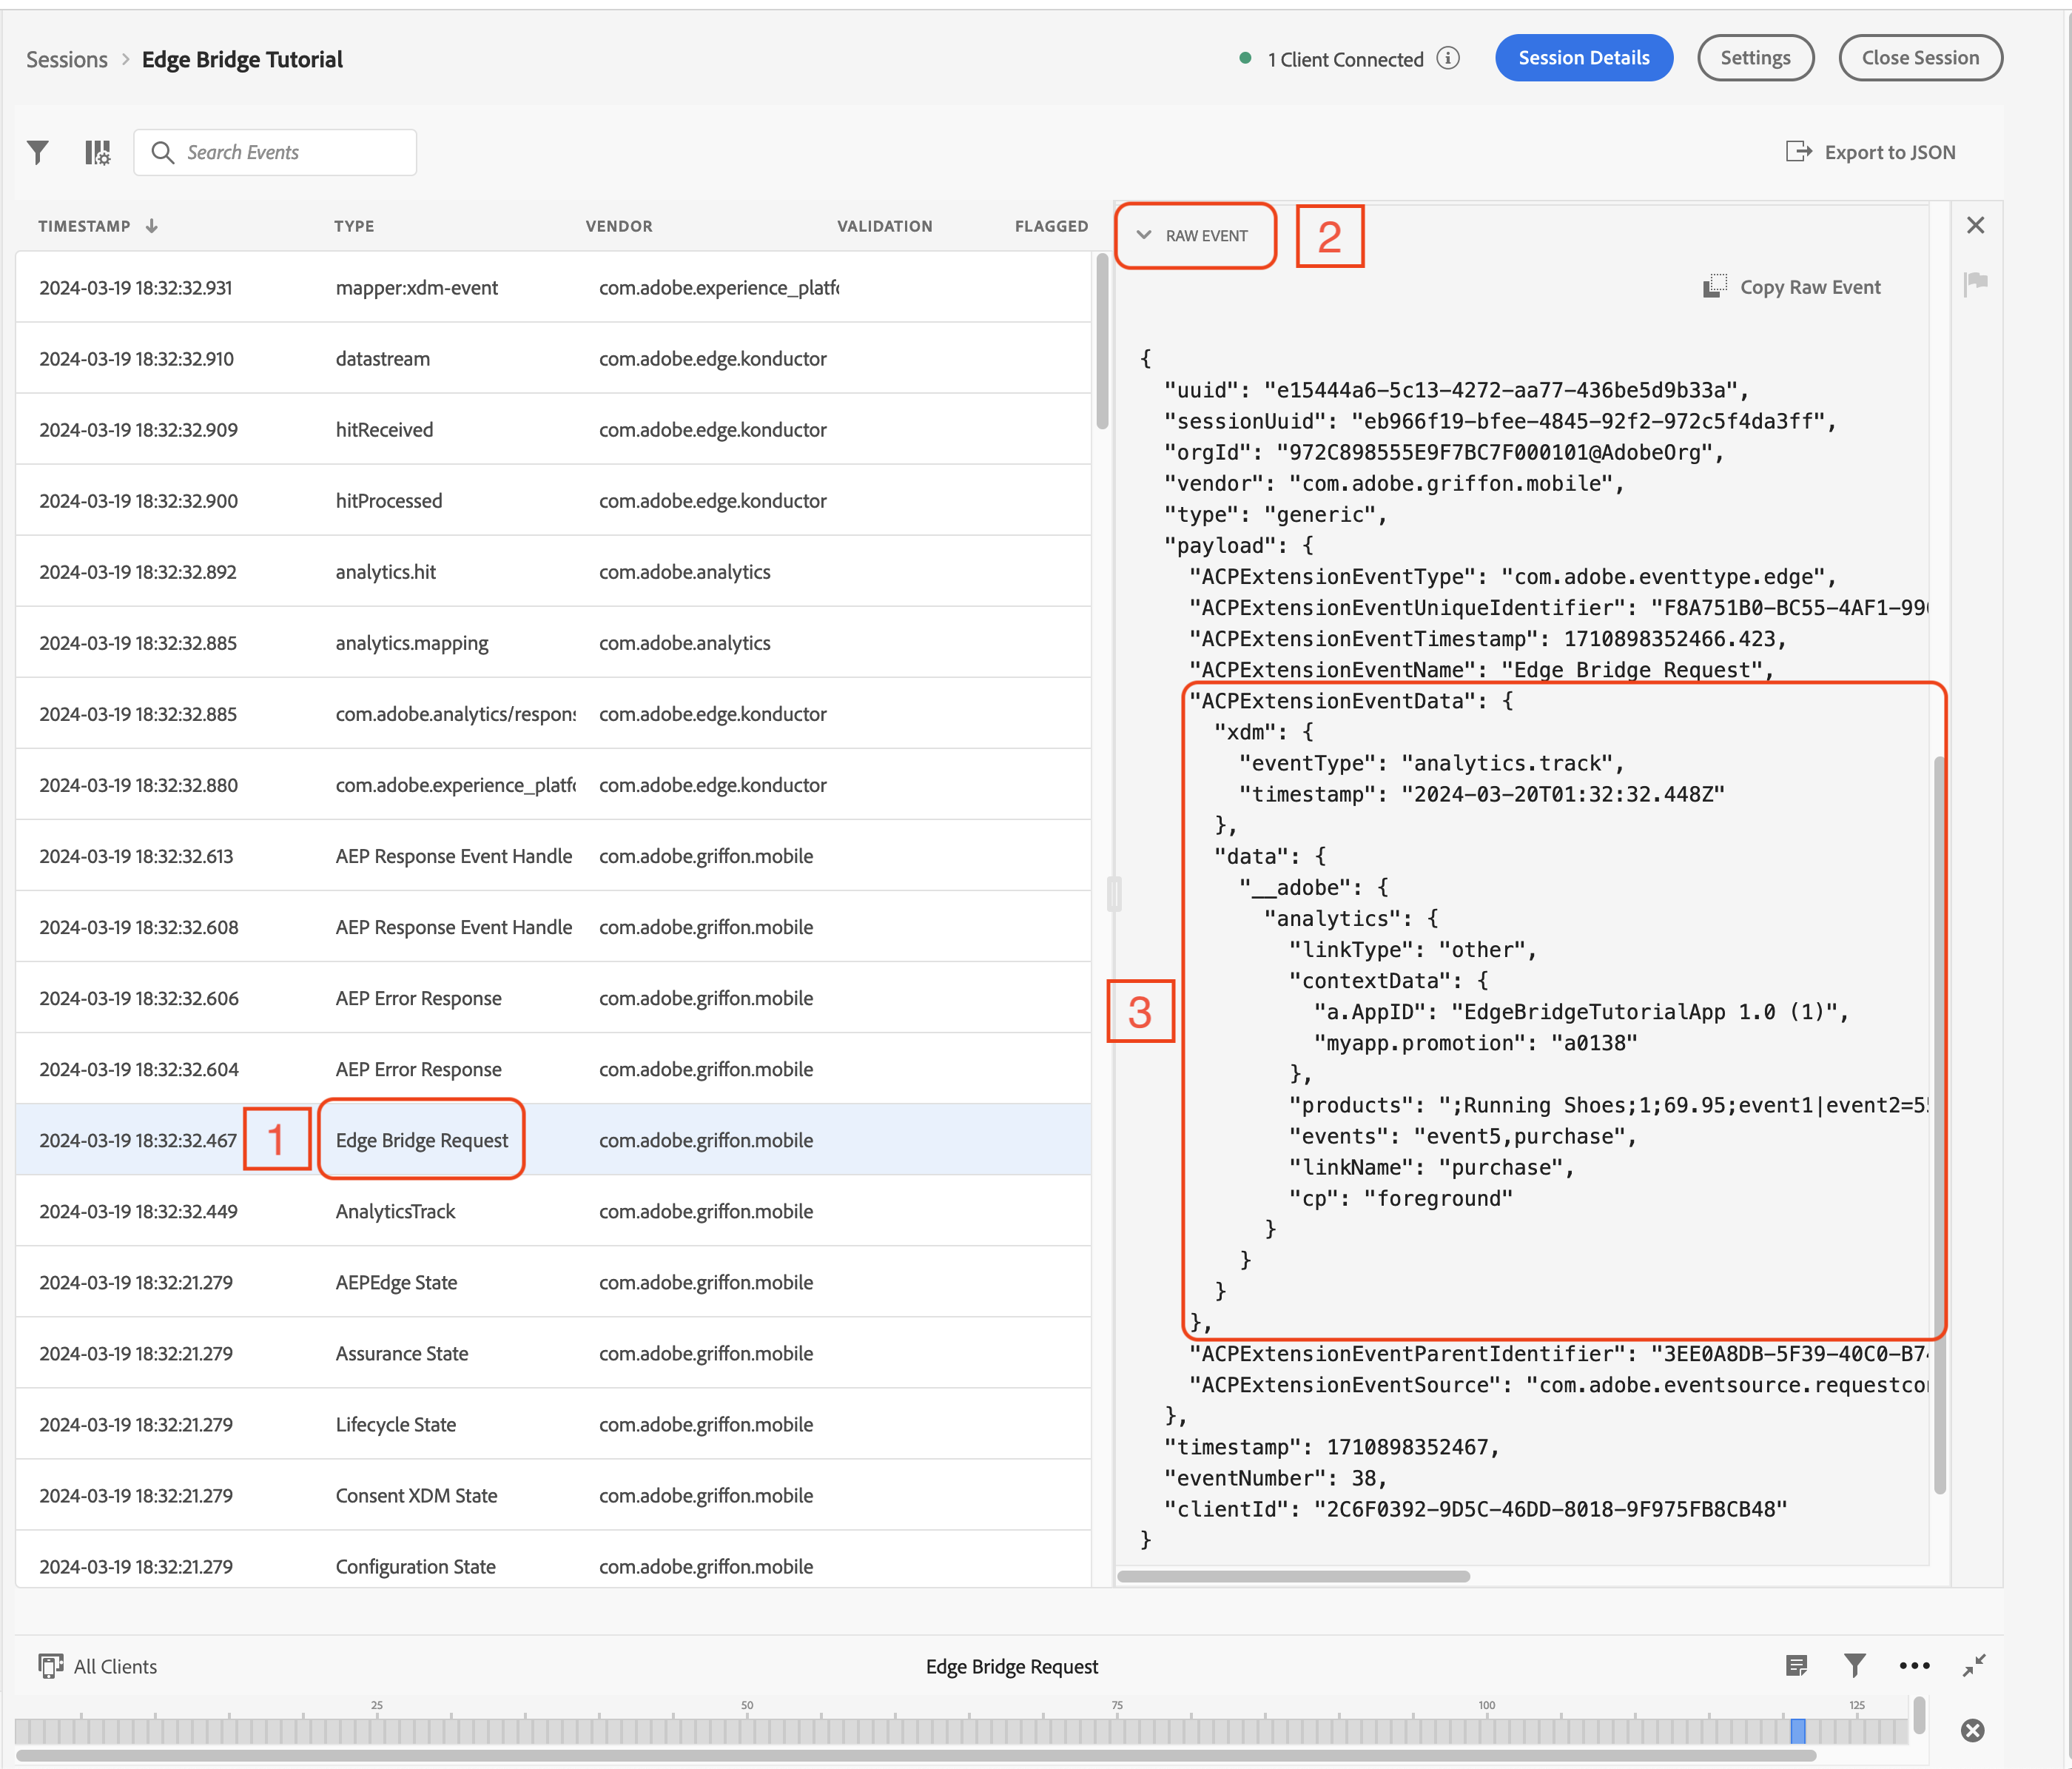 Sessions > Edge Bridge Tutorial
1 Client Connected
Session Details
Settings
Close Session
Search Events
Export to JSON
TIMESTAMP TYPE VENDOR VALIDATION FLAGGED
2024-03-19 18:32:32.931 mapper:xdm-event com.adobe.experience_platfo
2024-03-19 18:32:32.910 datastream com.adobe.edge.konductor
2024-03-19 18:32:32.909 hitReceived com.adobe.edge.konductor
2024-03-19 18:32:32.900 hitProcessed com.adobe.edge.konductor
2024-03-19 18:32:32.892 analytics.hit com.adobe.analytics
2024-03-19 18:32:32.885 analytics.mapping com.adobe.analytics
2024-03-19 18:32:32.885 com.adobe.analytics/respons com.adobe.edge.konductor
2024-03-19 18:32:32.880 com.adobe.experience_platfo com.adobe.edge.konductor
2024-03-19 18:32:32.613 AEP Response Event Handle com.adobe.griffon.mobile
2024-03-19 18:32:32.608 AEP Response Event Handle com.adobe.griffon.mobile
2024-03-19 18:32:32.606 AEP Error Response com.adobe.griffon.mobile
2024-03-19 18:32:32.604 AEP Error Response com.adobe.griffon.mobile
2024-03-19 18:32:32.467 1 Edge Bridge Request com.adobe.griffon.mobile
2024-03-19 18:32:32.449 AnalyticsTrack com.adobe.griffon.mobile
2024-03-19 18:32:21.279 AEPEdge State com.adobe.griffon.mobile
2024-03-19 18:32:21.279 Assurance State com.adobe.griffon.mobile
2024-03-19 18:32:21.279 Lifecycle State com.adobe.griffon.mobile
2024-03-19 18:32:21.279 Consent XDM State com.adobe.griffon.mobile
2024-03-19 18:32:21.279 Configuration State com.adobe.griffon.mobile
RAW EVENT 2
Copy Raw Event
{
"uuid": "e15444a6-5c13-4272-aa77-436be5d9b33a",
"sessionUuid": "eb966f19-bfee-4845-92f2-972c5f4da3ff",
"orgId": "972C898555E9F7BC7F000101@AdobeOrg",
"vendor": "com.adobe.griffon.mobile",
"type": "generic",
"payload": {
"ACPExtensionEventType": "com.adobe.eventtype.edge",
"ACPExtensionEventUniqueIdentifier": "F8A751B0-BC55-4AF1-99
"ACPExtensionEventTimestamp": 1710898352466.423,
"ACPExtensionEventName": "Edge Bridge Request",
"ACPExtensionEventData": {
"xdm": {
"eventType": "analytics.track",
"timestamp": "2024-03-20T01:32:32.448Z"
},
"data": {
"__adobe": {
"analytics": {
"linkType": "other",
"contextData": {
3
"a.AppID": "EdgeBridgeTutorialApp 1.0 (1)",
"myapp.promotion": "a0138"
},
"products": ";Running Shoes;1;69.95;event1|event2=55
"events": "event5,purchase",
"linkName": "purchase",
"cp": "foreground"
}
}
}
},
"ACPExtensionEventParentIdentifier": "3EE0A8DB-5F39-40C0-B74
"ACPExtensionEventSource": "com.adobe.eventsource.requestcon
},
"timestamp": 1710898352467,
"eventNumber": 38,
"clientId": "2C6F0392-9D5C-46DD-8018-9F975FB8CB48"
}
All Clients
Edge Bridge Request
25 50 75 100 125